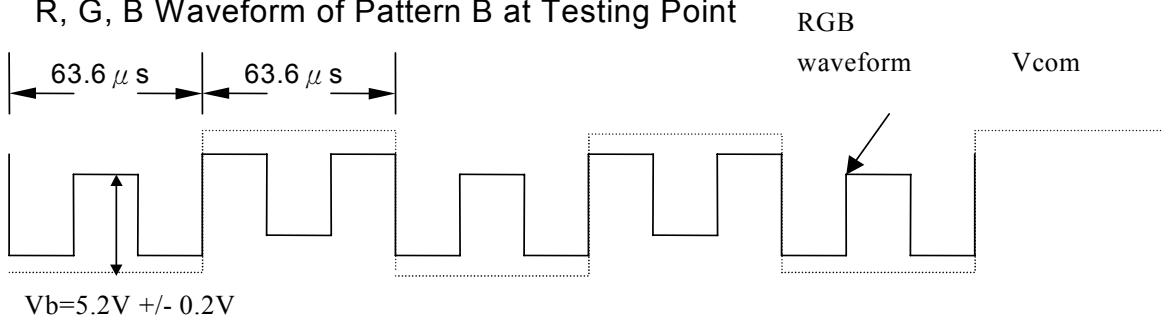 R, G, B Waveform of Pattern B at Testing Point
RGB
waveform
Vcom
63.6 μ s
63.6 μ s
Vb=5.2V +/- 0.2V